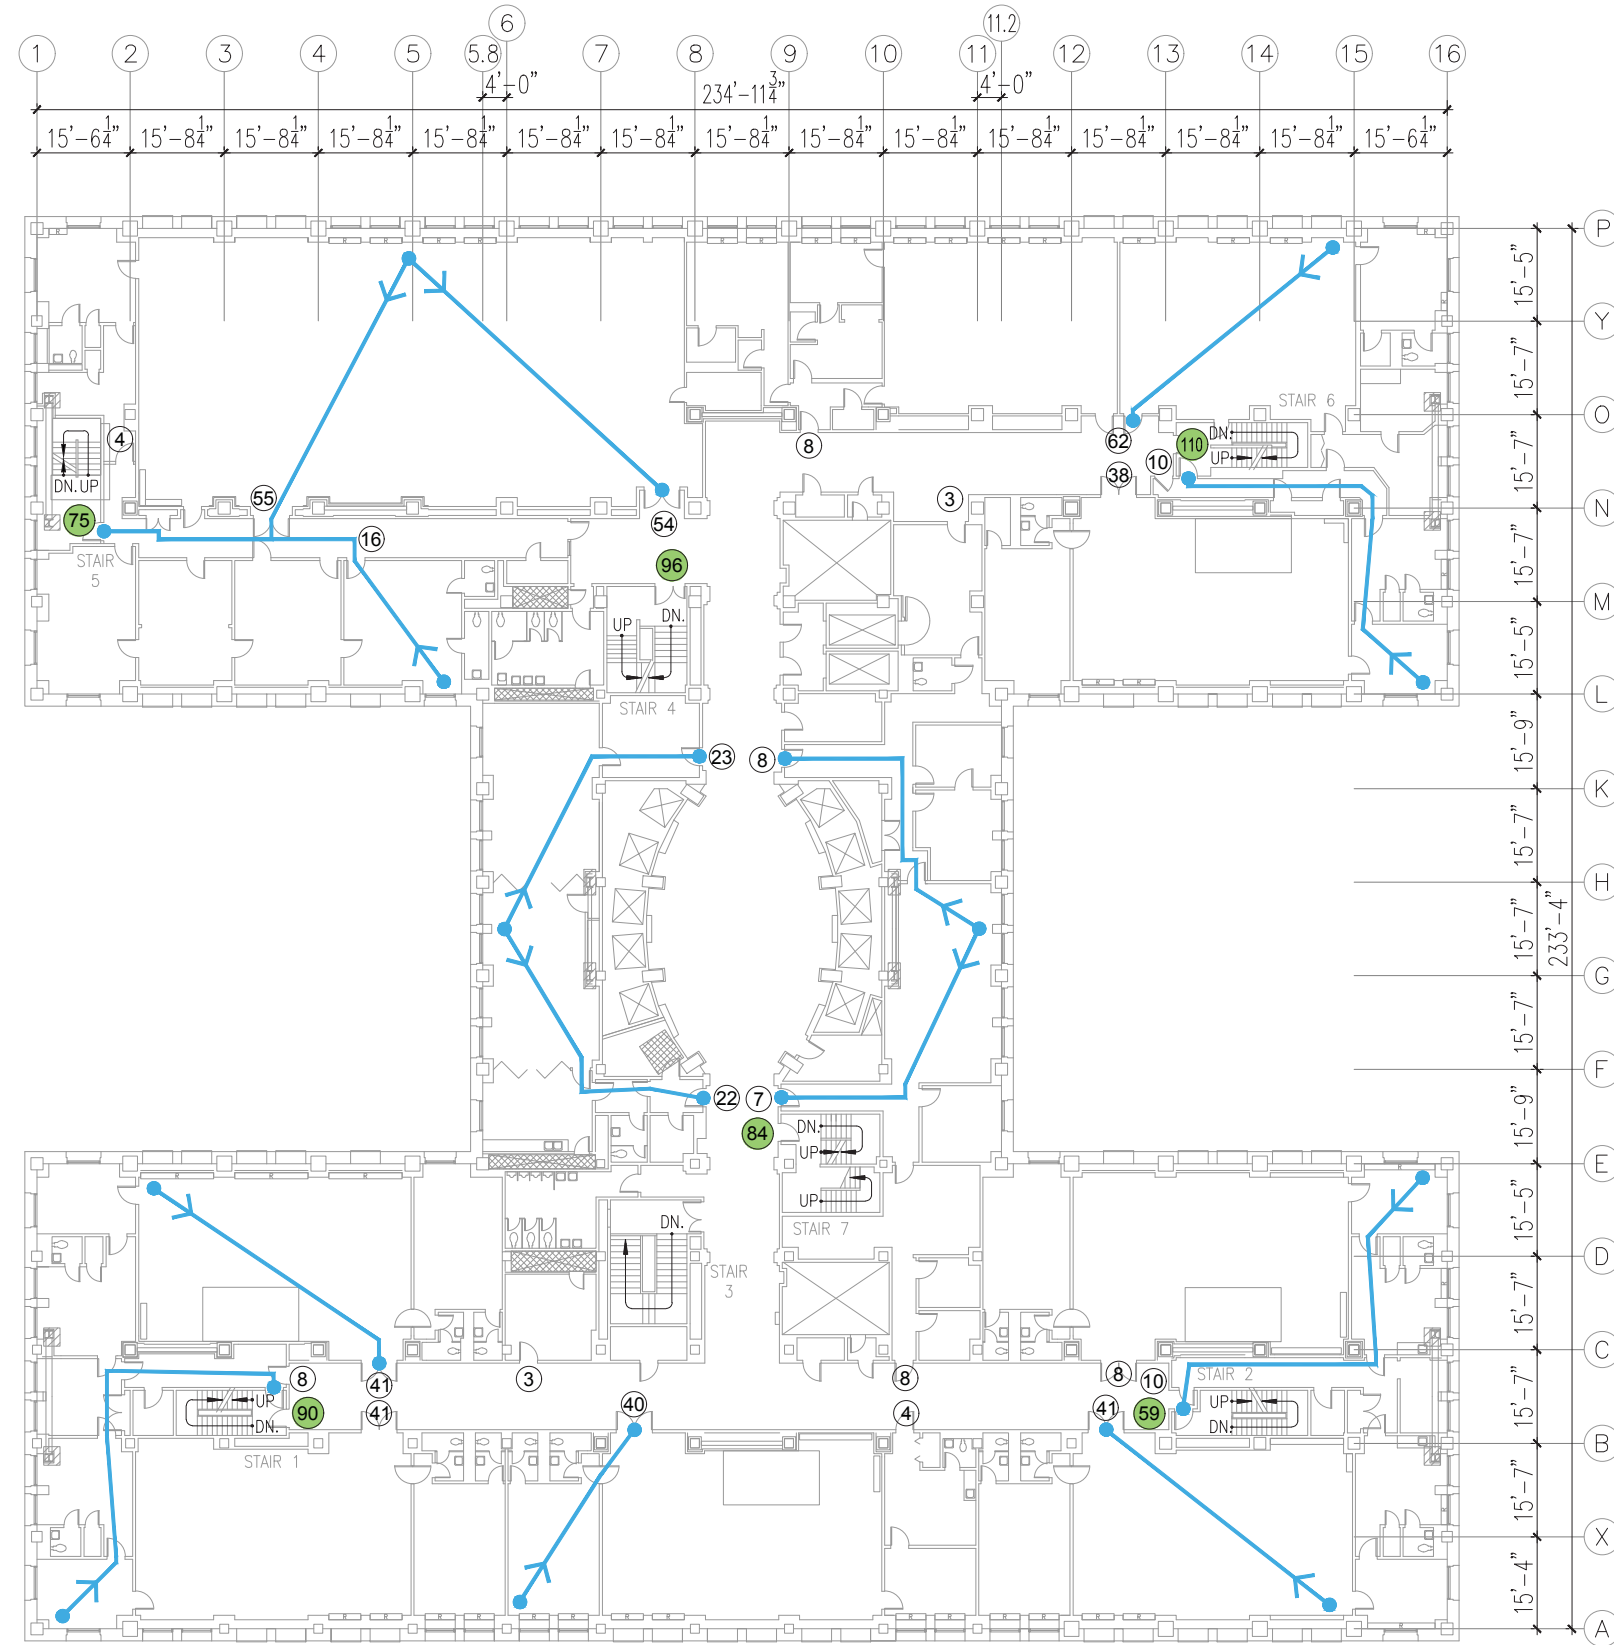 6 11.2
1 2 3 4 5 5.8 7 8 9 10 11 12 13 14 15 16
4'-0" 4'-0"
234'-11 3/4"
15'-6 1/4" 15'-8 1/4" 15'-8 1/4" 15'-8 1/4" 15'-8 1/4" 15'-8 1/4" 15'-8 1/4" 15'-8 1/4" 15'-8 1/4" 15'-8 1/4" 15'-8 1/4" 15'-8 1/4" 15'-8 1/4" 15'-8 1/4" 15'-6 1/4"
P
15'-5"
Y
15'-7"
STAIR 6
O
4 8 62 110 DN.
UP
10
38
15'-7"
DN. UP
55 3
N
75 54
16
STAIR
5
96
15'-7"
M
UP DN.
15'-5"
L
STAIR 4
23 8
15'-9"
K
15'-7"
H
233'-4"
15'-7"
G
15'-7"
F
22 7
84 DN.
UP
15'-9"
E
UP
DN.
STAIR 7
15'-5"
D
STAIR
3
15'-7"
C
8 41 3 8 8 10 STAIR 2
UP
DN.
90 41 40 4 41 59 UP
DN.
15'-7"
B
STAIR 1
15'-7"
X
15'-4"
A